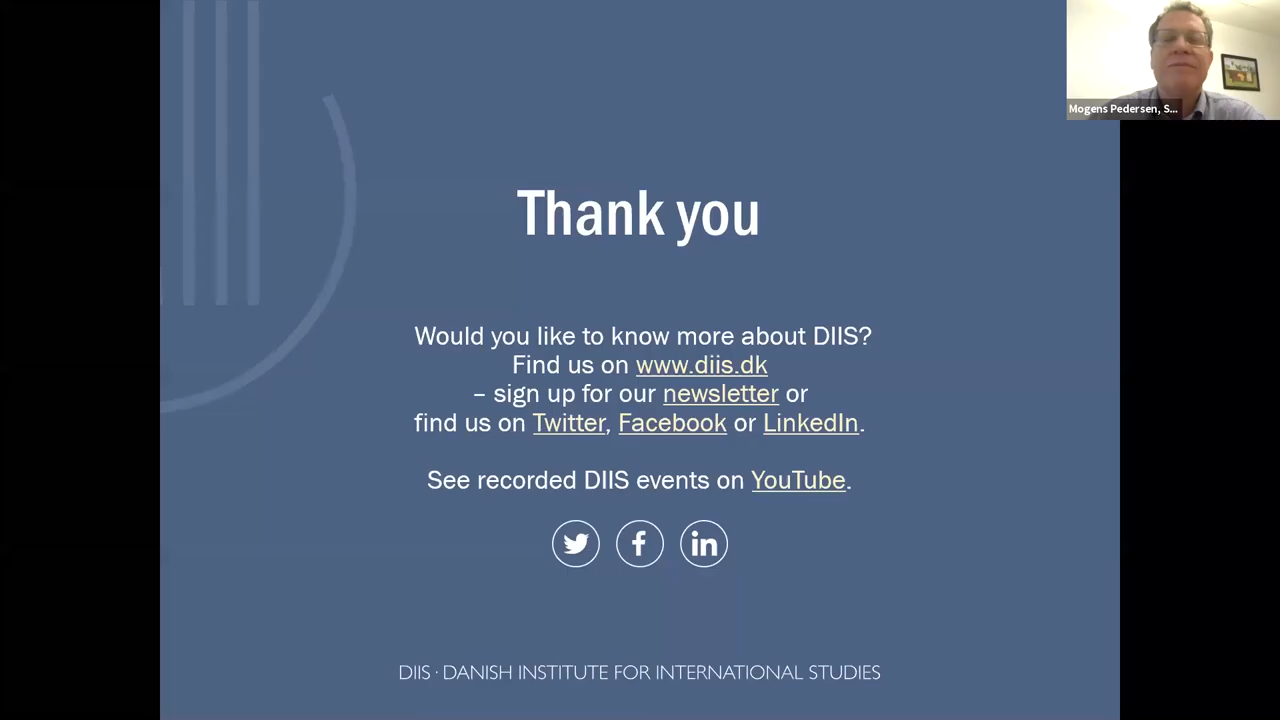 Mogens Pedersen, S...
Thank you
Would you like to know more about DIIS?
Find us on www.diis.dk
– sign up for our newsletter or
find us on Twitter, Facebook or LinkedIn.
See recorded DIIS events on YouTube.
f
in
DIIS · DANISH INSTITUTE FOR INTERNATIONAL STUDIES